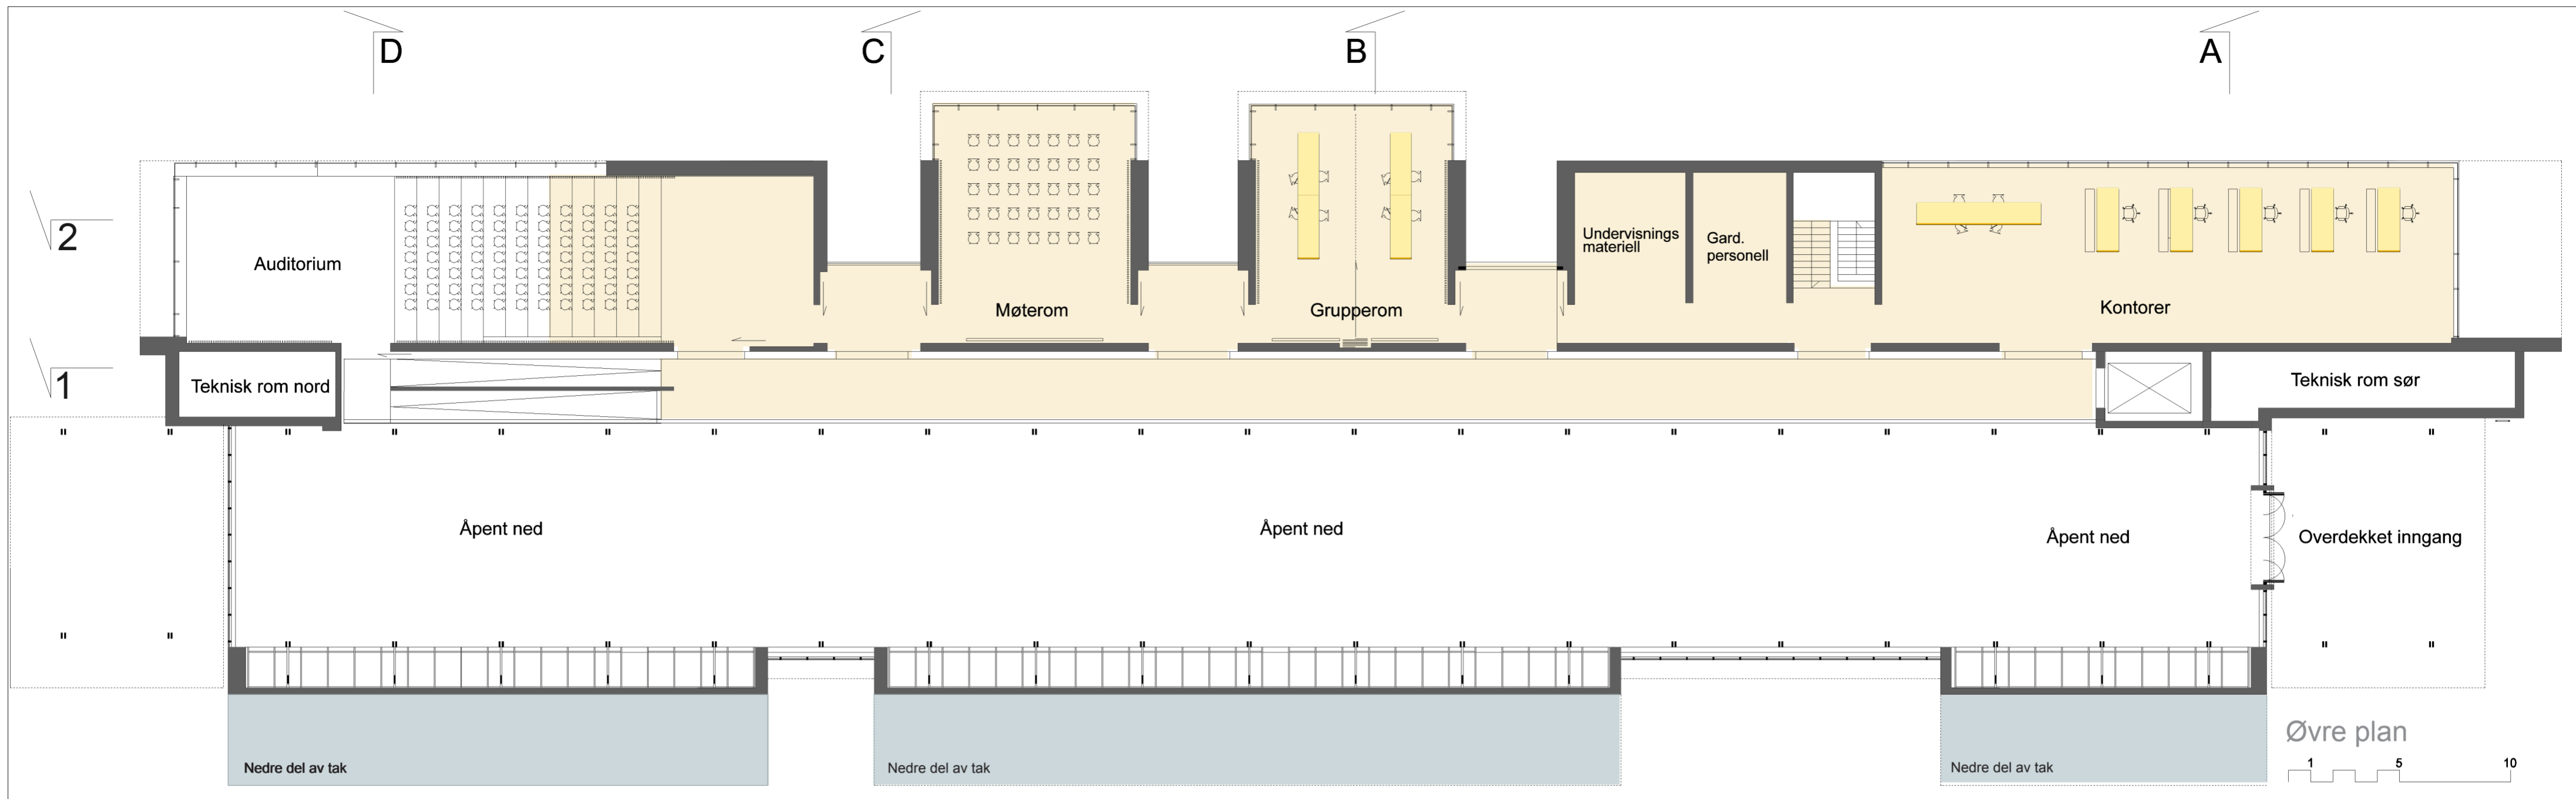 D
C
B
A
2
Auditorium
Undervisnings
materiell
Gard.
personell
Møterom
Grupperom
Kontorer
1
Teknisk rom nord
Teknisk rom sør
Åpent ned
Åpent ned
Åpent ned
Overdekket inngang
Øvre plan
Nedre del av tak
Nedre del av tak
Nedre del av tak
1 5 10